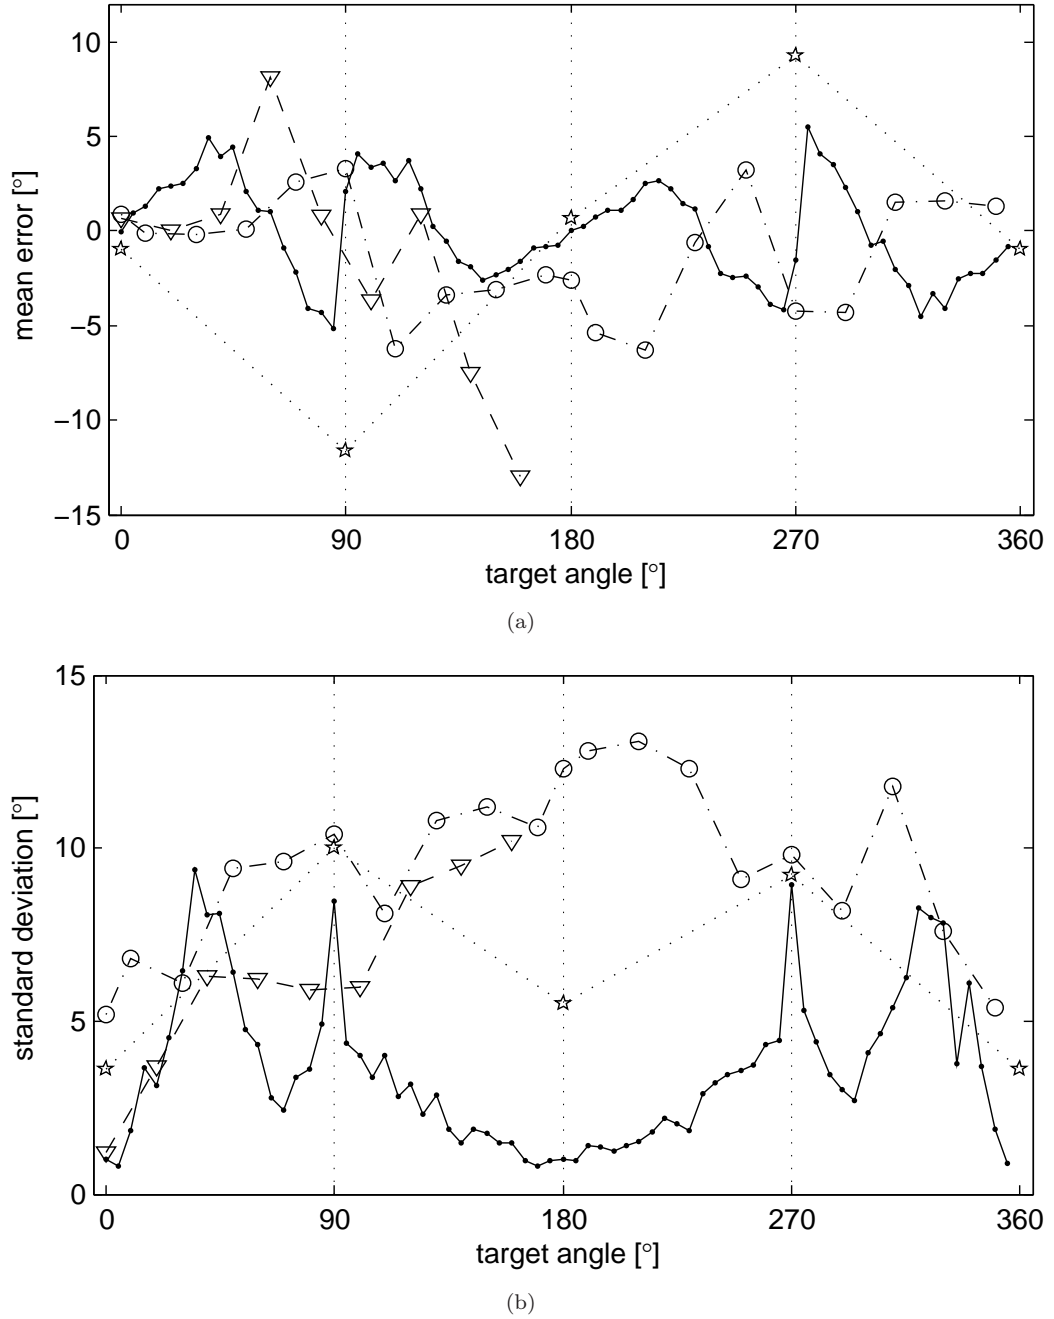 10
5
0
−5
−10
−15
mean error [°]
0 90 180 270 360
target angle [°]
(a)
15
10
5
0
standard deviation [°]
0 90 180 270 360
target angle [°]
(b)